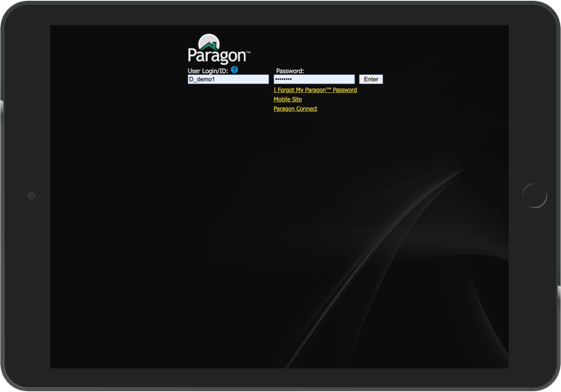 Paragon™
User Login/ID: ? Password:
D_demo1 •••••••• Enter
I Forgot My Paragon™ Password
Mobile Site
Paragon Connect